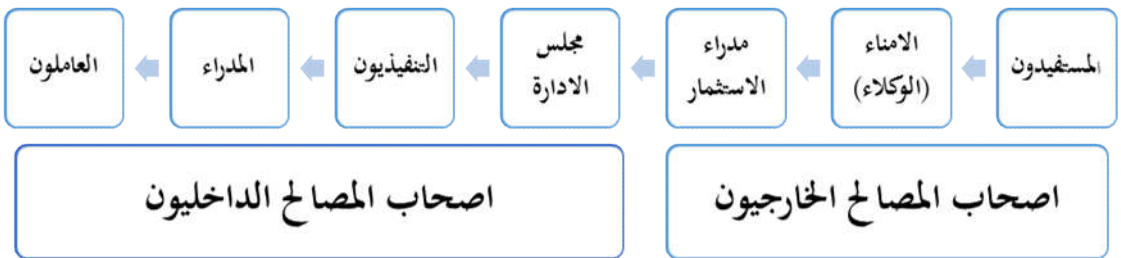 المستفيدون
الامناء
(الوكلاء)
مدراء
الاستثمار
مجلس
الادارة
التنفيذيون
المدراء
العاملون
اصحاب المصالح الخارجيون
اصحاب المصالح الداخليون